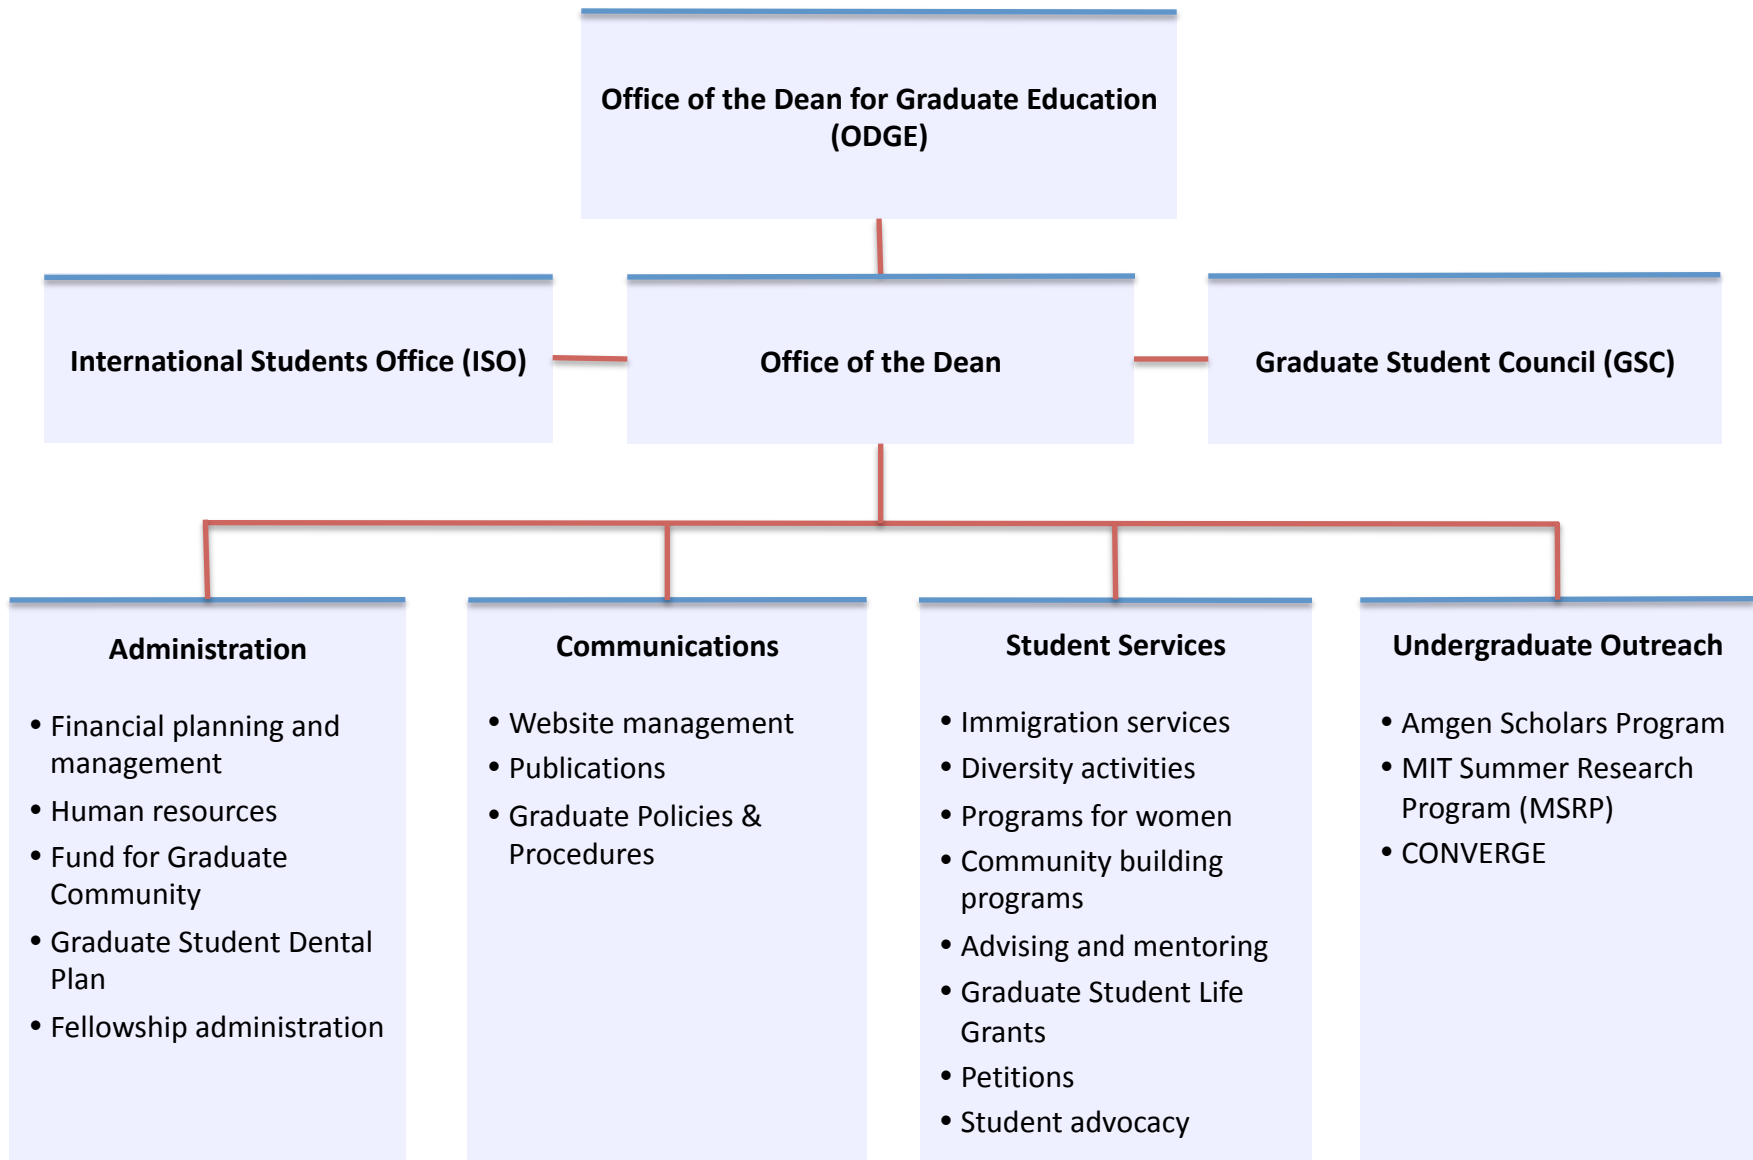 Office of the Dean for Graduate Education
(ODGE)
International Students Office (ISO)
Office of the Dean
Graduate Student Council (GSC)
Administration
• Financial planning and
management
• Human resources
• Fund for Graduate
Community
• Graduate Student Dental
Plan
• Fellowship administration
Communications
• Website management
• Publications
• Graduate Policies &
Procedures
Student Services
• Immigration services
• Diversity activities
• Programs for women
• Community building
programs
• Advising and mentoring
• Graduate Student Life
Grants
• Petitions
• Student advocacy
Undergraduate Outreach
• Amgen Scholars Program
• MIT Summer Research
Program (MSRP)
• CONVERGE